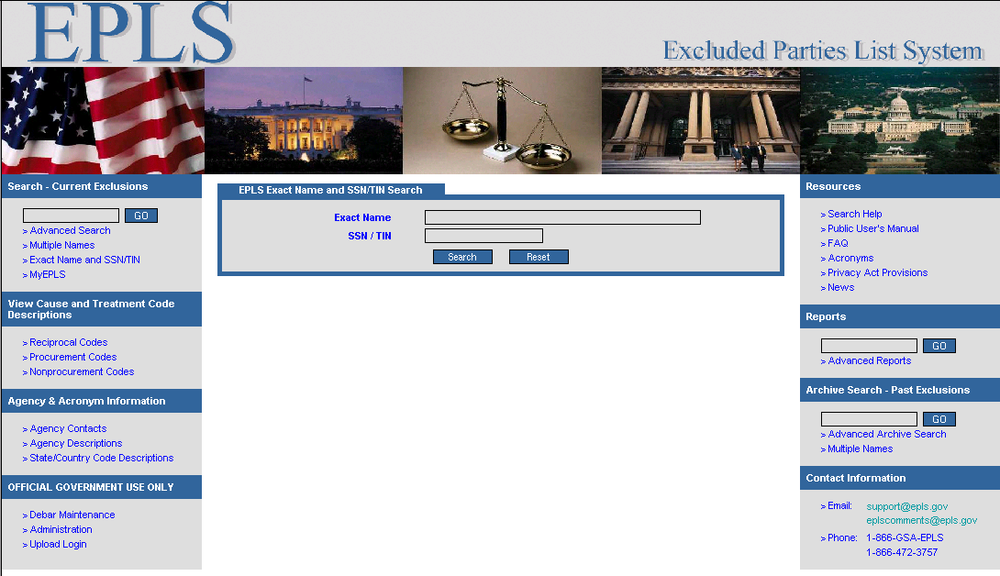 EPLS
Excluded Parties List System
Search - Current Exclusions
GO
> Advanced Search
> Multiple Names
> Exact Name and SSN/TIN
> MyEPLS
View Cause and Treatment Code
Descriptions
> Reciprocal Codes
> Procurement Codes
> Nonprocurement Codes
Agency & Acronym Information
> Agency Contacts
> Agency Descriptions
> State/Country Code Descriptions
OFFICIAL GOVERNMENT USE ONLY
> Debar Maintenance
> Administration
> Upload Login
EPLS Exact Name and SSN/TIN Search
Exact Name
SSN / TIN
Search Reset
Resources
> Search Help
> Public User's Manual
> FAQ
> Acronyms
> Privacy Act Provisions
> News
Reports
GO
> Advanced Reports
Archive Search - Past Exclusions
GO
> Advanced Archive Search
> Multiple Names
Contact Information
> Email: support@epls.gov
eplscomments@epls.gov
> Phone: 1-866-GSA-EPLS
1-866-472-3757